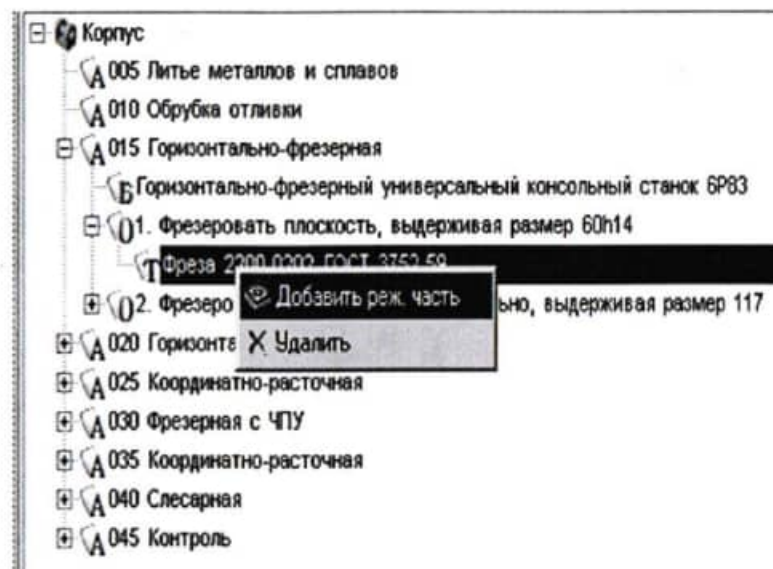 Корпус
А 005 Литье металлов и сплавов
А 010 Обрубка отливки
А 015 Горизонтально-фрезерная
Б Горизонтально-фрезерный универсальный консольный станок 6Р83
О 1. Фрезеровать плоскость, выдерживая размер 60h14
Т Фреза 2200-0202 ГОСТ 3752-59
Добавить реж. часть
О 2. Фрезеро ьно, выдерживая размер 117
Удалить
А 020 Горизонта
А 025 Координатно-расточная
А 030 Фрезерная с ЧПУ
А 035 Координатно-расточная
А 040 Слесарная
А 045 Контроль